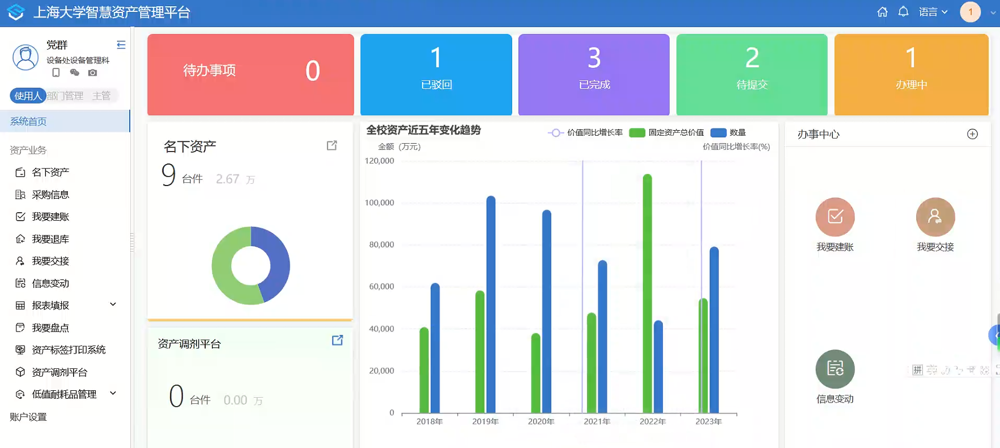 上海大学智慧资产管理平台
语言
1
党群
设备处设备管理科
使用人 部门管理 主管
系统首页
资产业务
名下资产
采购信息
我要建账
我要退库
我要交接
信息变动
报表填报
我要盘点
资产标签打印系统
资产调剂平台
低值耐耗品管理
账户设置
待办事项 0
1
已驳回
3
已完成
2
待提交
1
办理中
名下资产
9 台件 2.67 万
资产调剂平台
0 台件 0.00 万
全校资产近五年变化趋势
价值同比增长率 固定资产总价值 数量
金额（万元）
价值同比增长率(%)
120,000
100,000
80,000
60,000
40,000
20,000
0
2018年 2019年 2020年 2021年 2022年 2023年
办事中心
我要建账 我要交接
信息变动
拼 英